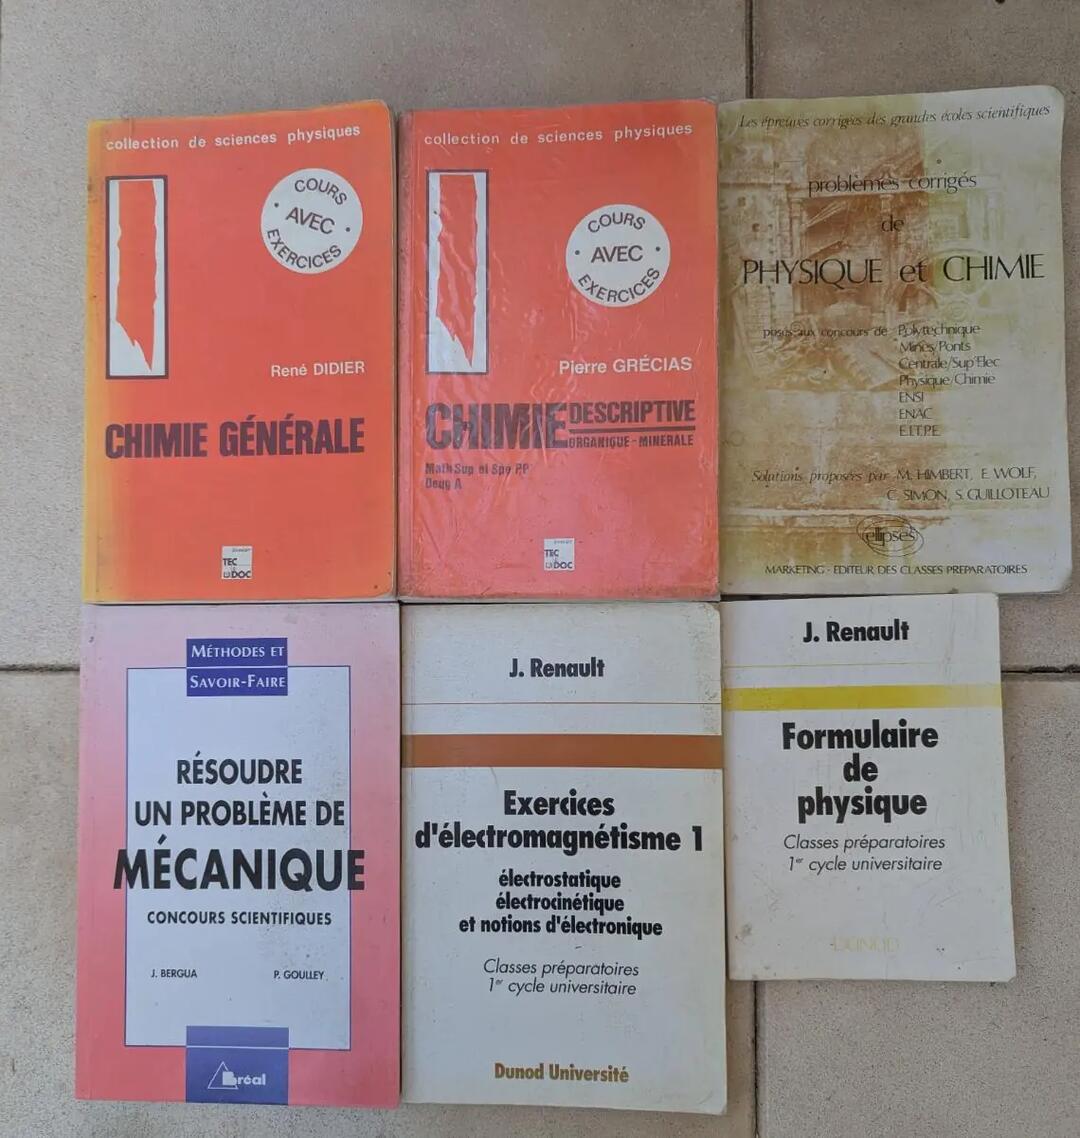 collection de sciences physiques
COURS
AVEC
EXERCICES
René DIDIER
CHIMIE GÉNÉRALE
TEC
DOC
collection de sciences physiques
COURS
AVEC
EXERCICES
Pierre GRÉCIAS
CHIMIE DESCRIPTIVE
ORGANIQUE - MINERALE
Math Sup et Spé PP'
Deug A
TEC
DOC
Les épreuves corrigées des grandes écoles scientifiques
problèmes corrigés
de
PHYSIQUE et CHIMIE
posés aux concours de Polytechnique
Mines/Ponts
Centrale/Sup'Elec
Physique/Chimie
ENSI
ENAC
E.I.T.P.E.
Solutions proposées par M. HIMBERT, E. WOLF,
C. SIMON, S. GUILLOTEAU
ellipses
MARKETING - EDITEUR DES CLASSES PREPARATOIRES
MÉTHODES ET
SAVOIR-FAIRE
RÉSOUDRE
UN PROBLÈME DE
MÉCANIQUE
CONCOURS SCIENTIFIQUES
J. BERGUA P. GOULLEY
Bréal
J. Renault
Exercices
d'électromagnétisme 1
électrostatique
électrocinétique
et notions d'électronique
Classes préparatoires
1er cycle universitaire
Dunod Université
J. Renault
Formulaire
de
physique
Classes préparatoires
1er cycle universitaire
DUNOD